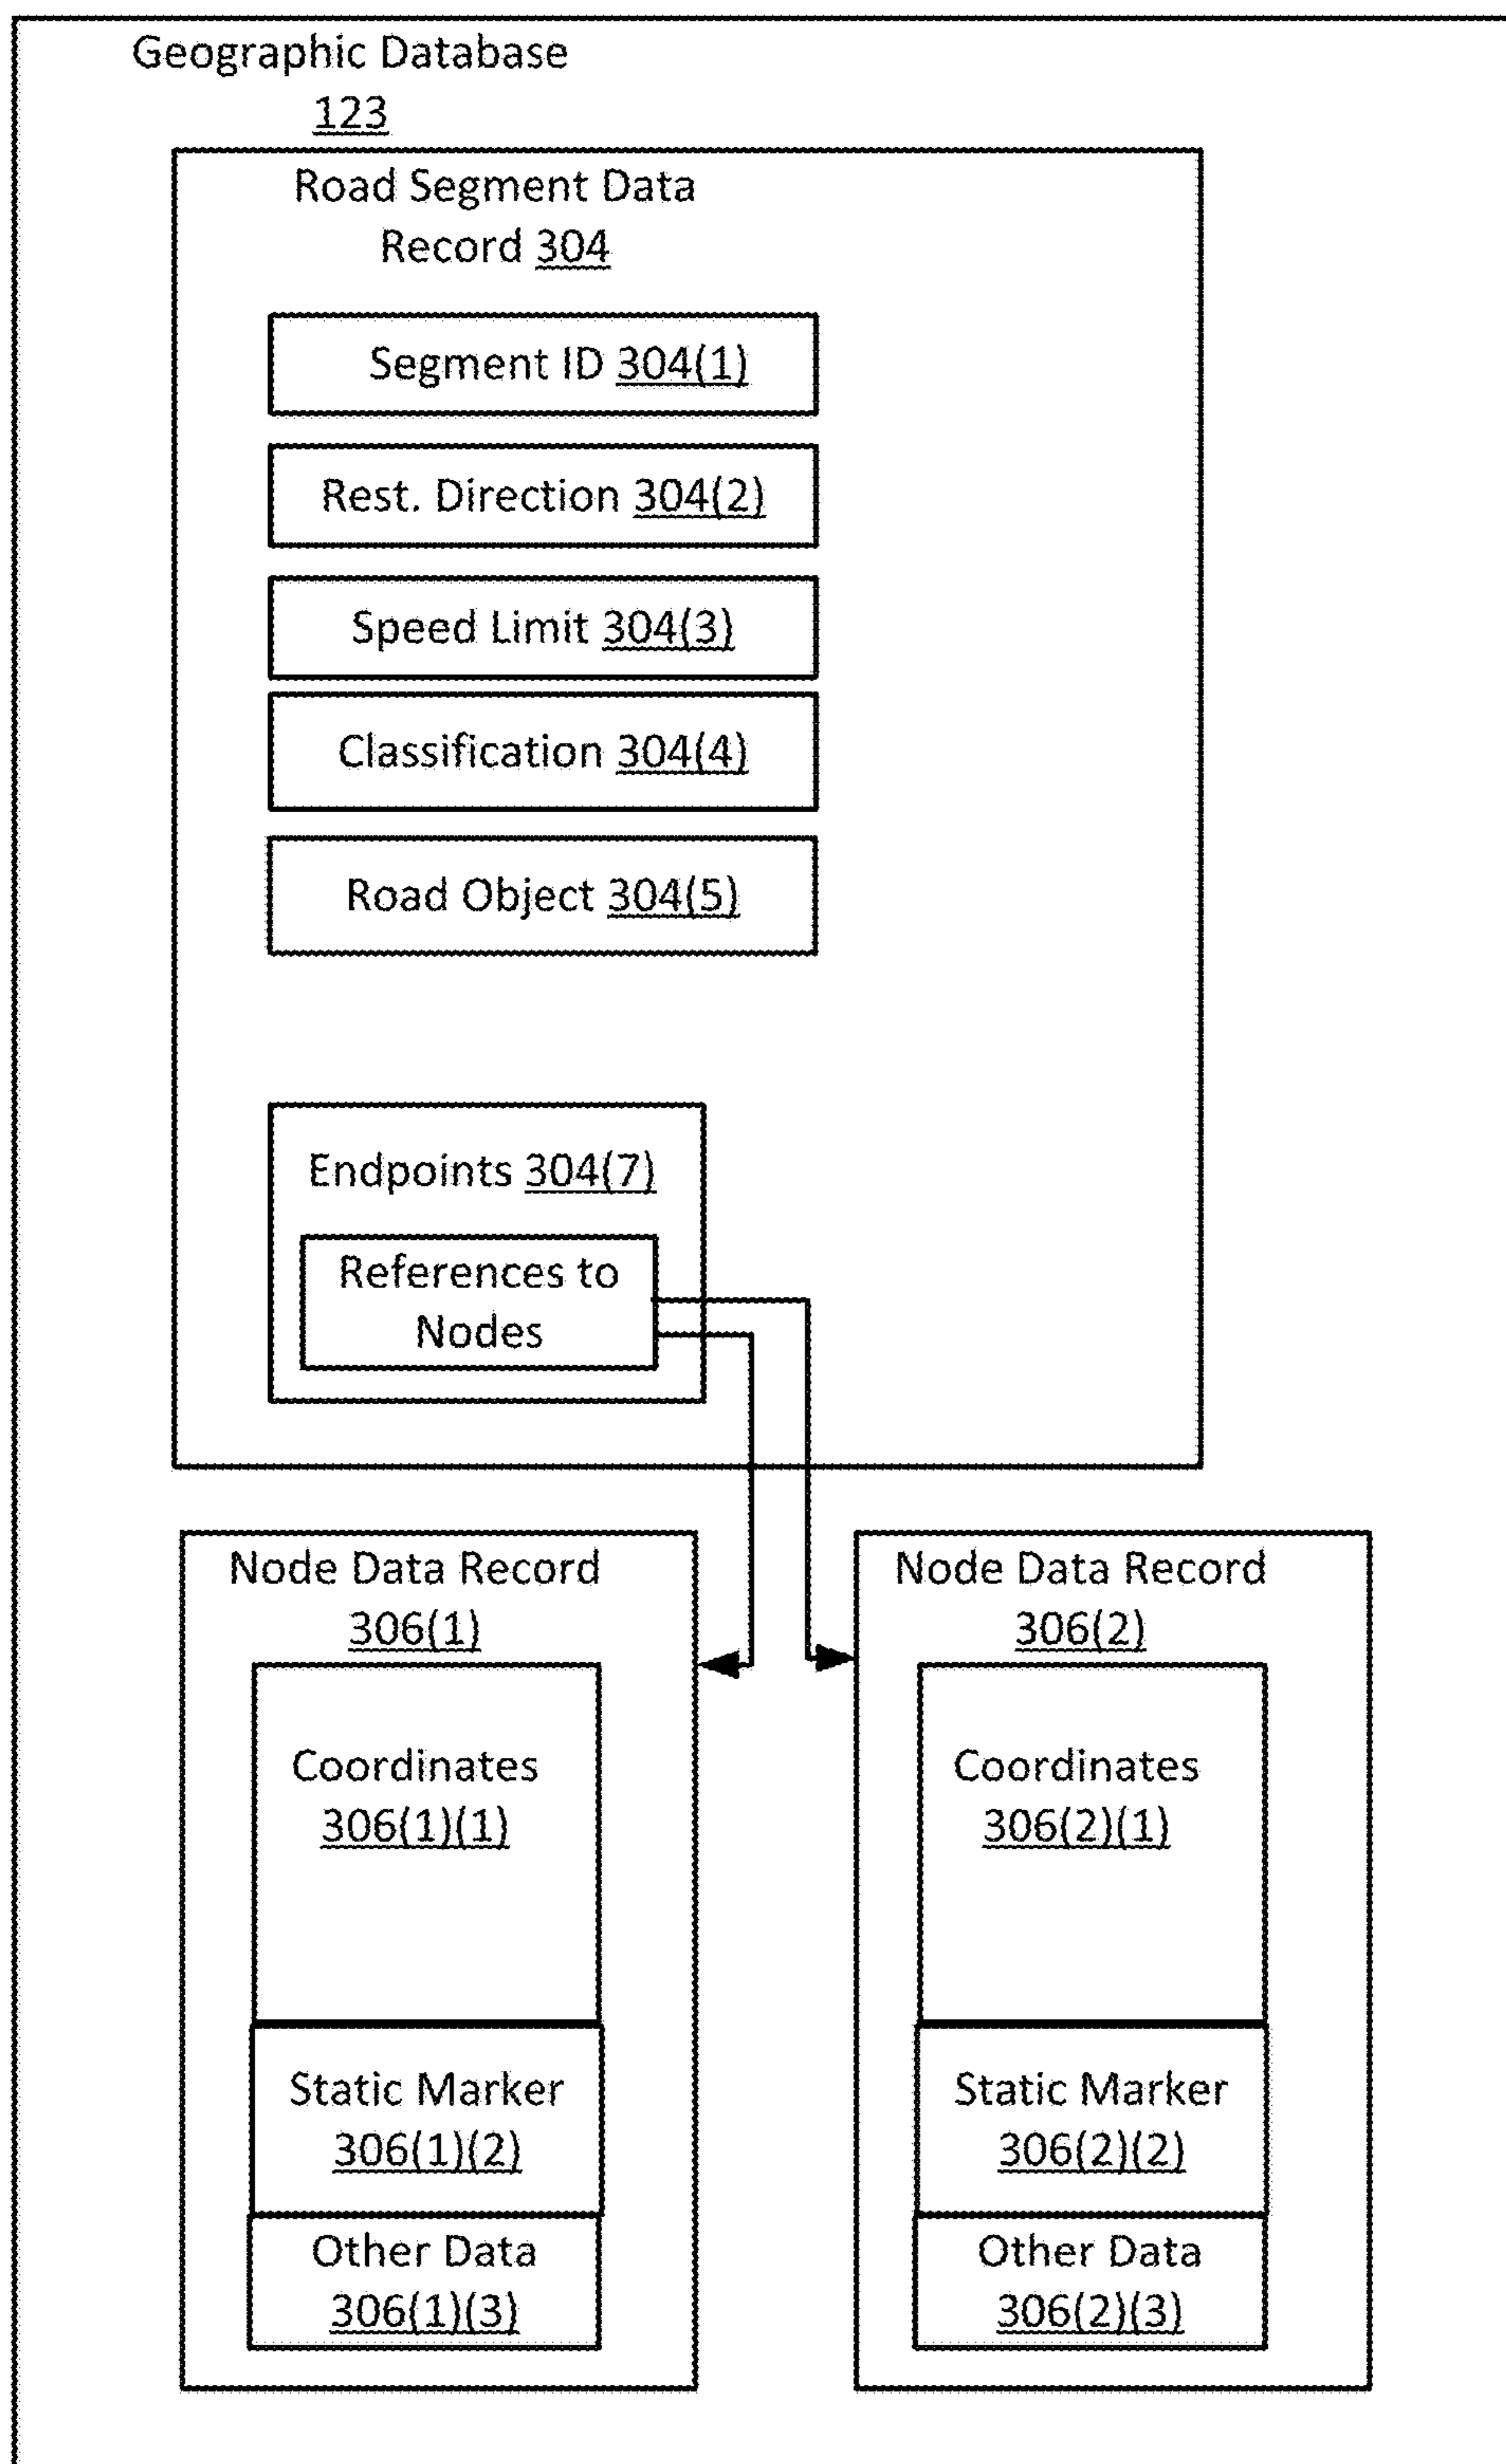 Geographic Database
123
Road Segment Data
Record 304
Segment ID 304(1)
Rest. Direction 304(2)
Speed Limit 304(3)
Classification 304(4)
Road Object 304(5)
Endpoints 304(7)
References to
Nodes
Node Data Record
306(1)
Coordinates
306(1)(1)
Static Marker
306(1)(2)
Other Data
306(1)(3)
Node Data Record
306(2)
Coordinates
306(2)(1)
Static Marker
306(2)(2)
Other Data
306(2)(3)